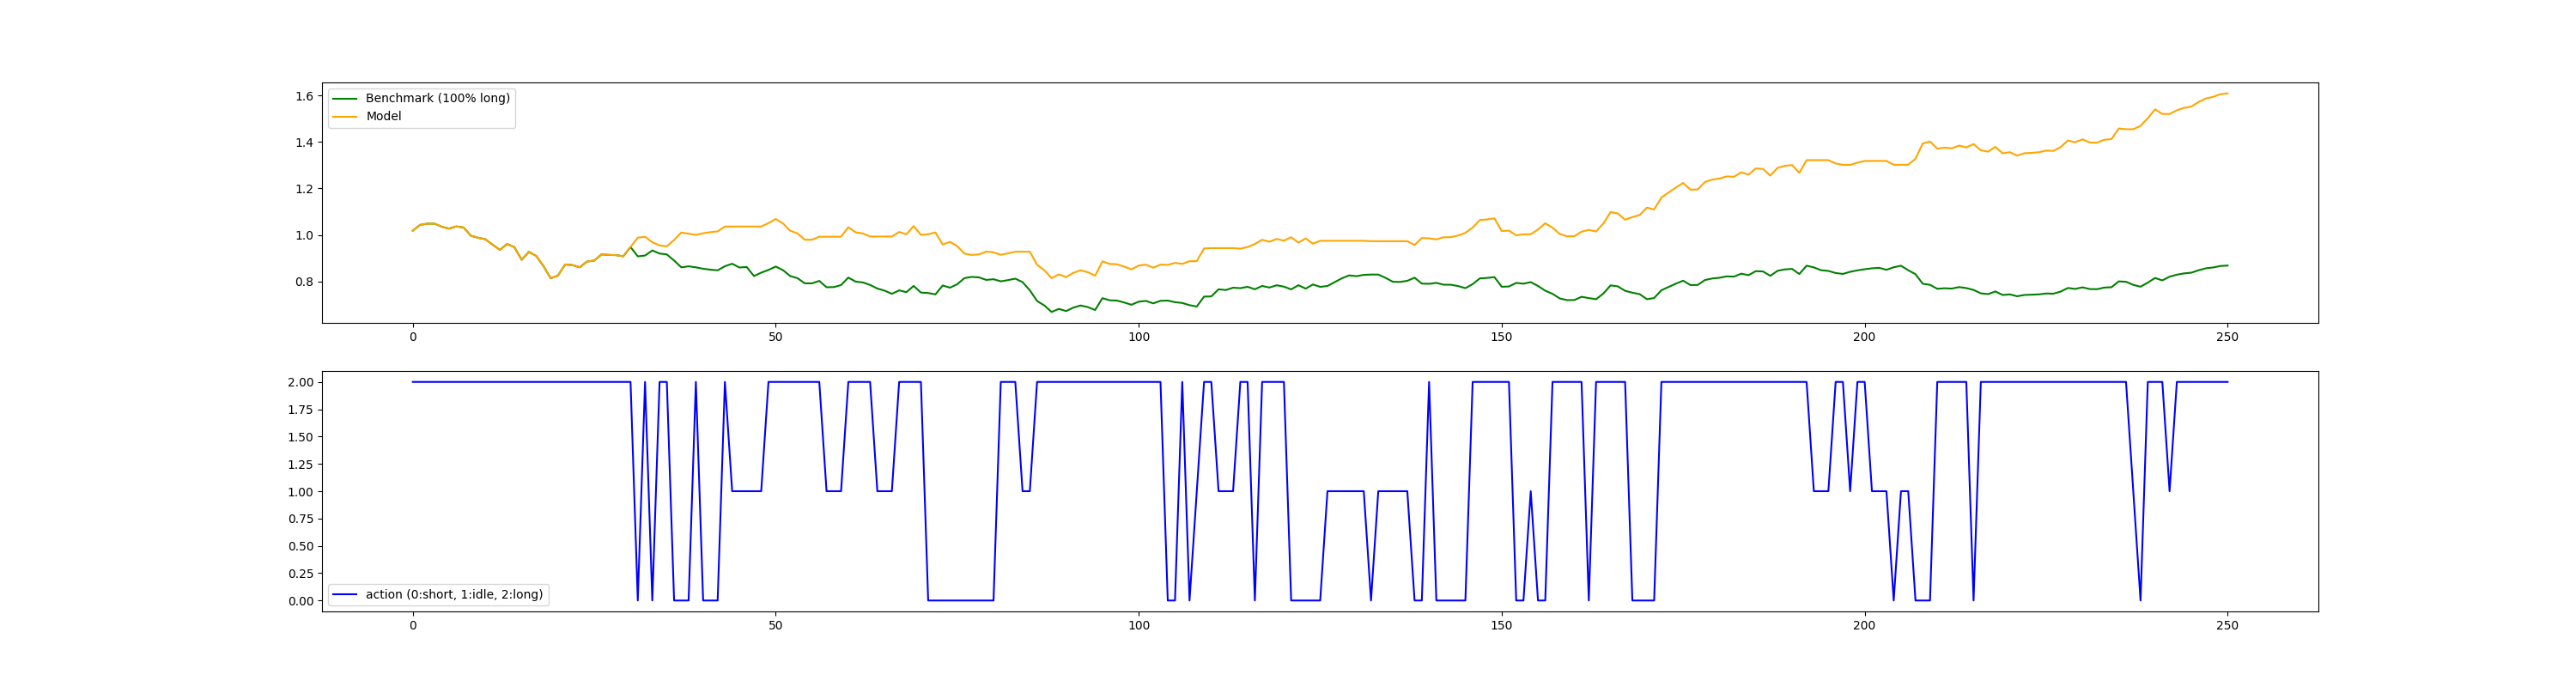 1.6
1.4
1.2
1.0
0.8
Benchmark (100% long)
Model
0 50 100 150 200 250
2.00
1.75
1.50
1.25
1.00
0.75
0.50
0.25
0.00
action (0:short, 1:idle, 2:long)
0 50 100 150 200 250